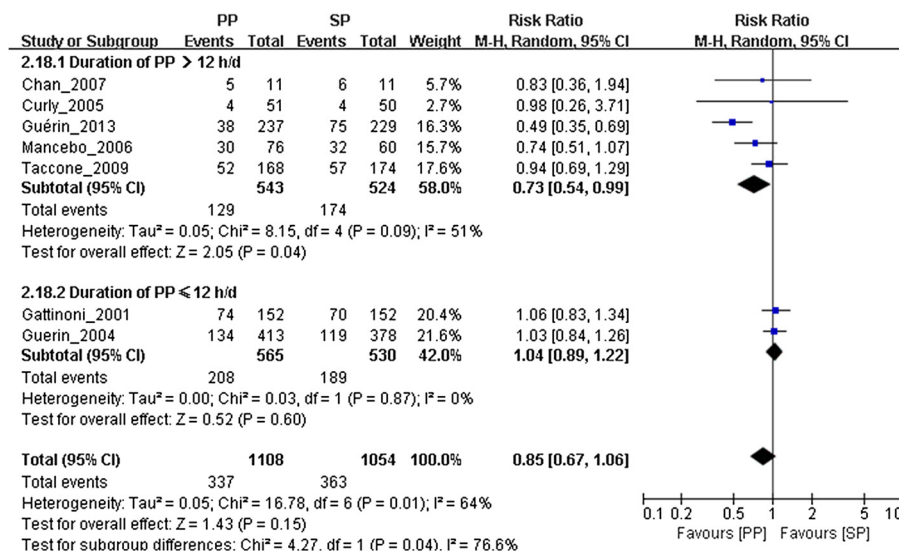 PP SP Risk Ratio Risk Ratio
Study or Subgroup Events Total Events Total Weight M-H, Random, 95% CI M-H, Random, 95% CI
2.18.1 Duration of PP > 12 h/d
Chan_2007 5 11 6 11 5.7% 0.83 [0.36, 1.94]
Curly_2005 4 51 4 50 2.7% 0.98 [0.26, 3.71]
Guérin_2013 38 237 75 229 16.3% 0.49 [0.35, 0.69]
Mancebo_2006 30 76 32 60 15.7% 0.74 [0.51, 1.07]
Taccone_2009 52 168 57 174 17.6% 0.94 [0.69, 1.29]
Subtotal (95% CI) 543 524 58.0% 0.73 [0.54, 0.99]
Total events 129 174
Heterogeneity: Tau² = 0.05; Chi² = 8.15, df = 4 (P = 0.09); I² = 51%
Test for overall effect: Z = 2.05 (P = 0.04)
2.18.2 Duration of PP ⩽ 12 h/d
Gattinoni_2001 74 152 70 152 20.4% 1.06 [0.83, 1.34]
Guerin_2004 134 413 119 378 21.6% 1.03 [0.84, 1.26]
Subtotal (95% CI) 565 530 42.0% 1.04 [0.89, 1.22]
Total events 208 189
Heterogeneity: Tau² = 0.00; Chi² = 0.03, df = 1 (P = 0.87); I² = 0%
Test for overall effect: Z = 0.52 (P = 0.60)
Total (95% CI) 1108 1054 100.0% 0.85 [0.67, 1.06]
Total events 337 363
Heterogeneity: Tau² = 0.05; Chi² = 16.78, df = 6 (P = 0.01); I² = 64%
Test for overall effect: Z = 1.43 (P = 0.15)
Test for subgroup differences: Chi² = 4.27, df = 1 (P = 0.04), I² = 76.6%
0.1 0.2 0.5 1 2 5 10
Favours [PP] Favours [SP]